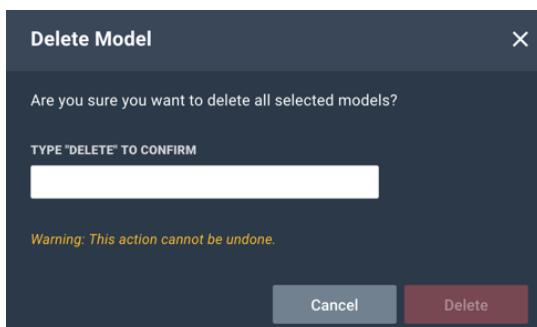 Delete Model
Are you sure you want to delete all selected models?
TYPE "DELETE" TO CONFIRM
Warning: This action cannot be undone.
Cancel
Delete